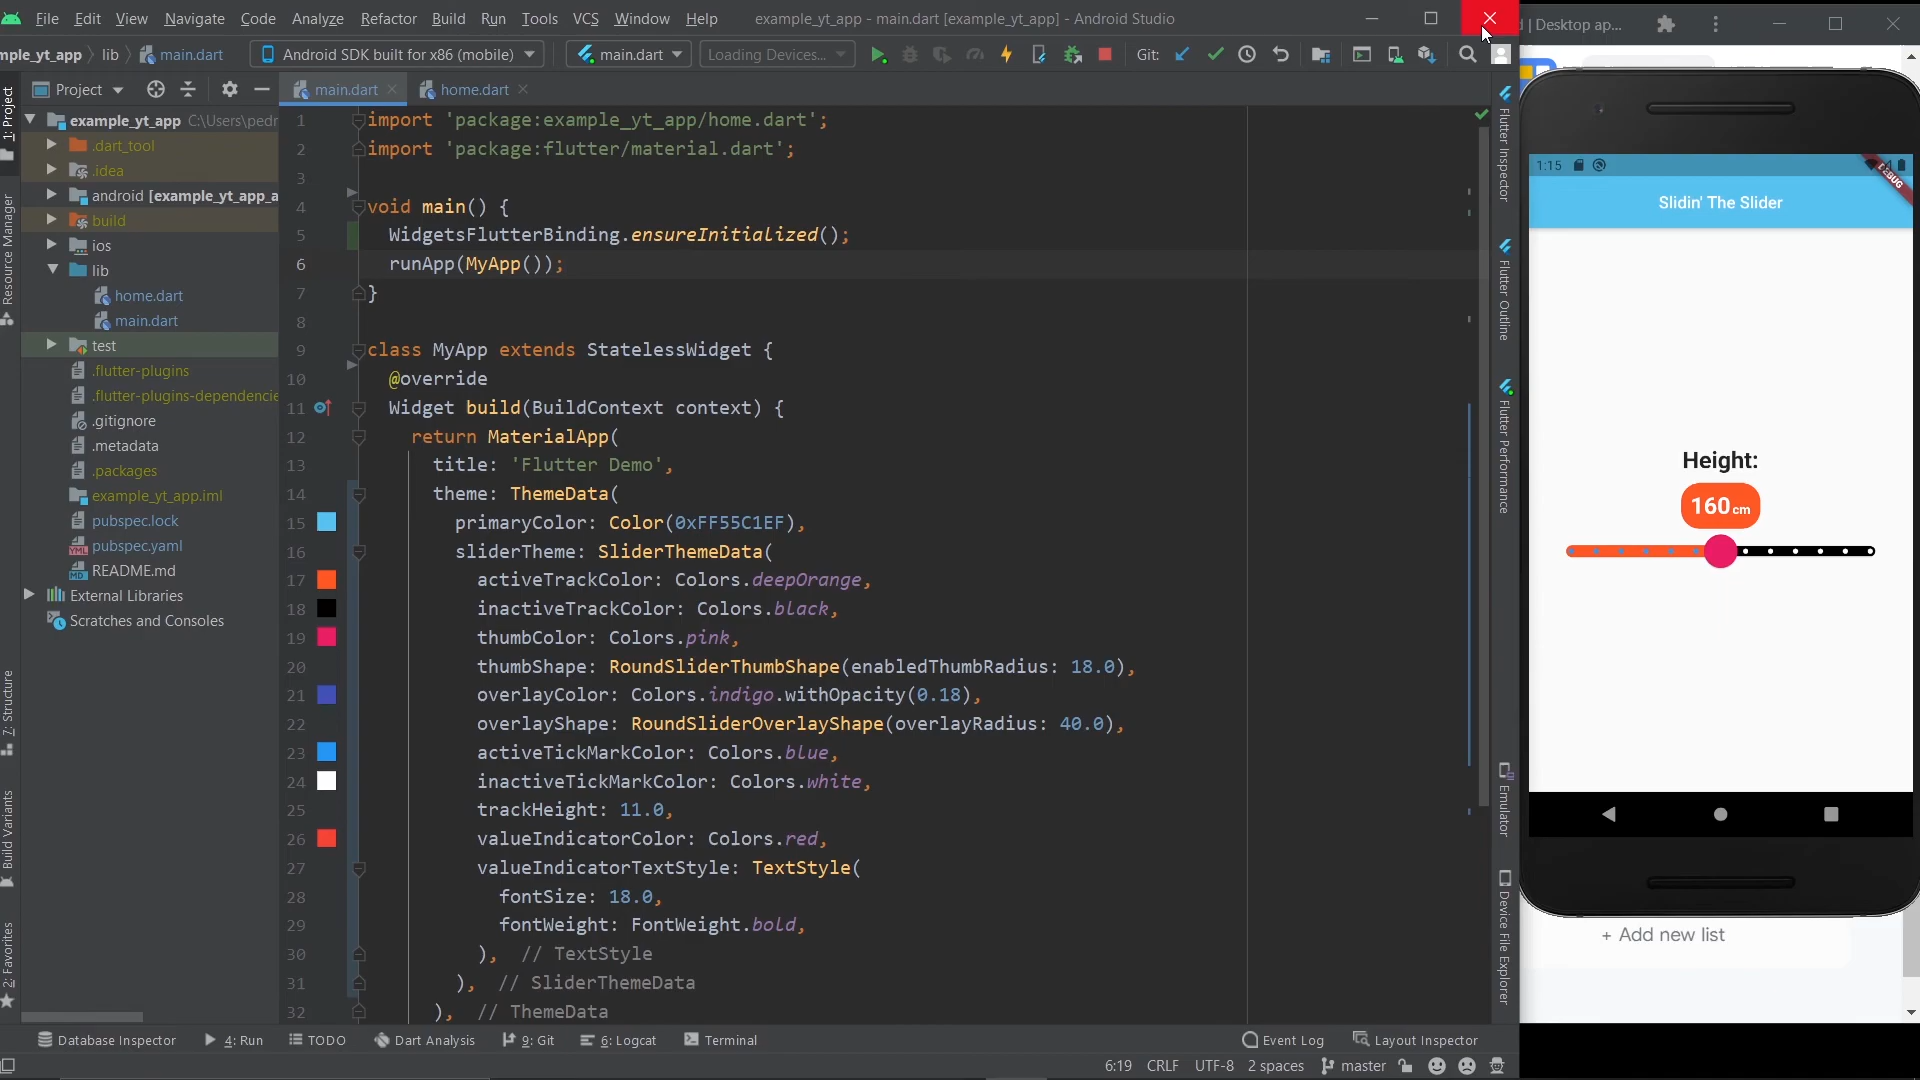 File Edit View Navigate Code Analyze Refactor Build Run Tools VCS Window Help example_yt_app - main.dart [example_yt_app] - Android Studio
Desktop ap...
mple_yt_app lib main.dart Android SDK built for x86 (mobile) main.dart Loading Devices... Git:
Project main.dart home.dart
1: Project
Resource Manager
7: Structure
Build Variants
2: Favorites
example_yt_app C:\Users\pedr
.dart_tool
.idea
android [example_yt_app_a
build
ios
lib
home.dart
main.dart
test
.flutter-plugins
.flutter-plugins-dependencie
.gitignore
.metadata
.packages
example_yt_app.iml
pubspec.lock
pubspec.yaml
README.md
External Libraries
Scratches and Consoles
1 import 'package:example_yt_app/home.dart';
2 import 'package:flutter/material.dart';
3
4 void main() {
5 WidgetsFlutterBinding.ensureInitialized();
6 runApp(MyApp());
7 }
8
9 class MyApp extends StatelessWidget {
10 @override
11 Widget build(BuildContext context) {
12 return MaterialApp(
13 title: 'Flutter Demo',
14 theme: ThemeData(
15 primaryColor: Color(0xFF55C1EF),
16 sliderTheme: SliderThemeData(
17 activeTrackColor: Colors.deepOrange,
18 inactiveTrackColor: Colors.black,
19 thumbColor: Colors.pink,
20 thumbShape: RoundSliderThumbShape(enabledThumbRadius: 18.0),
21 overlayColor: Colors.indigo.withOpacity(0.18),
22 overlayShape: RoundSliderOverlayShape(overlayRadius: 40.0),
23 activeTickMarkColor: Colors.blue,
24 inactiveTickMarkColor: Colors.white,
25 trackHeight: 11.0,
26 valueIndicatorColor: Colors.red,
27 valueIndicatorTextStyle: TextStyle(
28 fontSize: 18.0,
29 fontWeight: FontWeight.bold,
30 ), // TextStyle
31 ), // SliderThemeData
32 ), // ThemeData
Flutter Inspector
Flutter Outline
Flutter Performance
Emulator
Device File Explorer
1:15
DEBUG
Slidin' The Slider
Height:
160 cm
+ Add new list
Database Inspector 4: Run TODO Dart Analysis 9: Git 6: Logcat Terminal Event Log Layout Inspector
6:19 CRLF UTF-8 2 spaces master